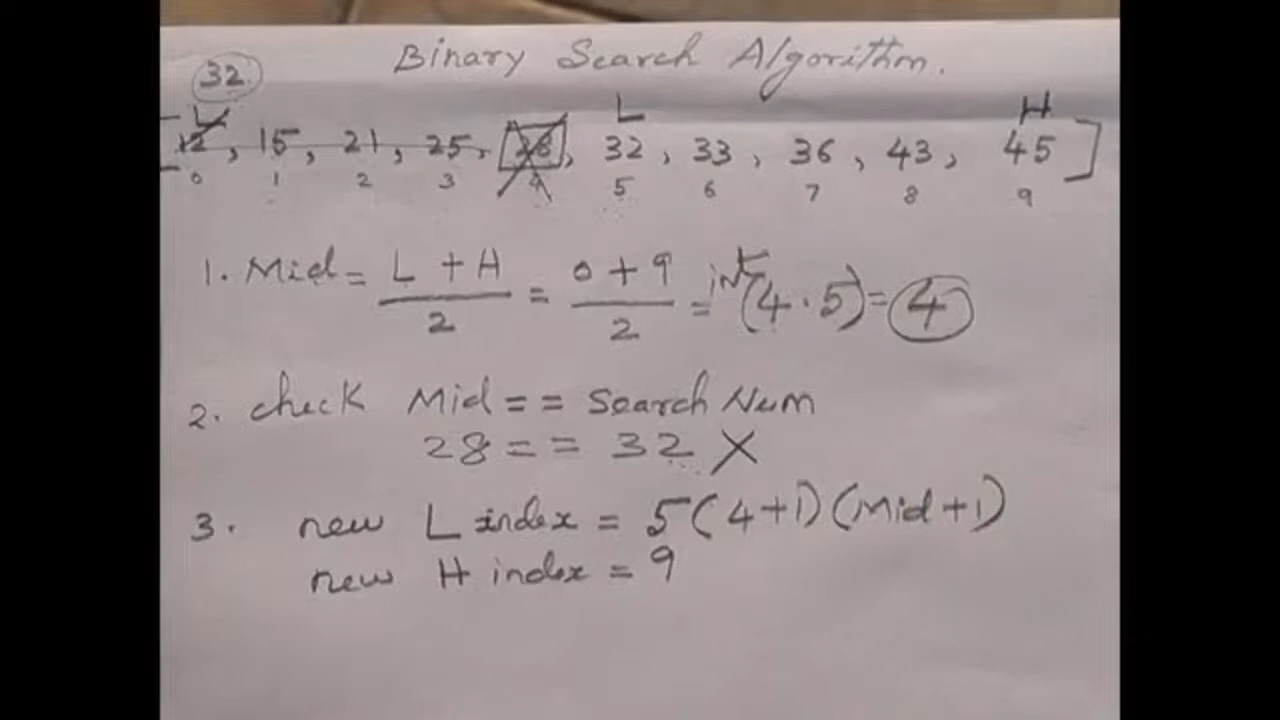 Binary Search Algorithm.
32
L L H
[12, 15, 21, 25, 28, 32, 33, 36, 43, 45]
0 1 2 3 4 5 6 7 8 9
1. Mid = L + H / 2 = 0 + 9 / 2 = int(4.5) = 4
2. check Mid == Search Num
28 == 32 X
3. new L index = 5 (4+1) (Mid+1)
new H index = 9